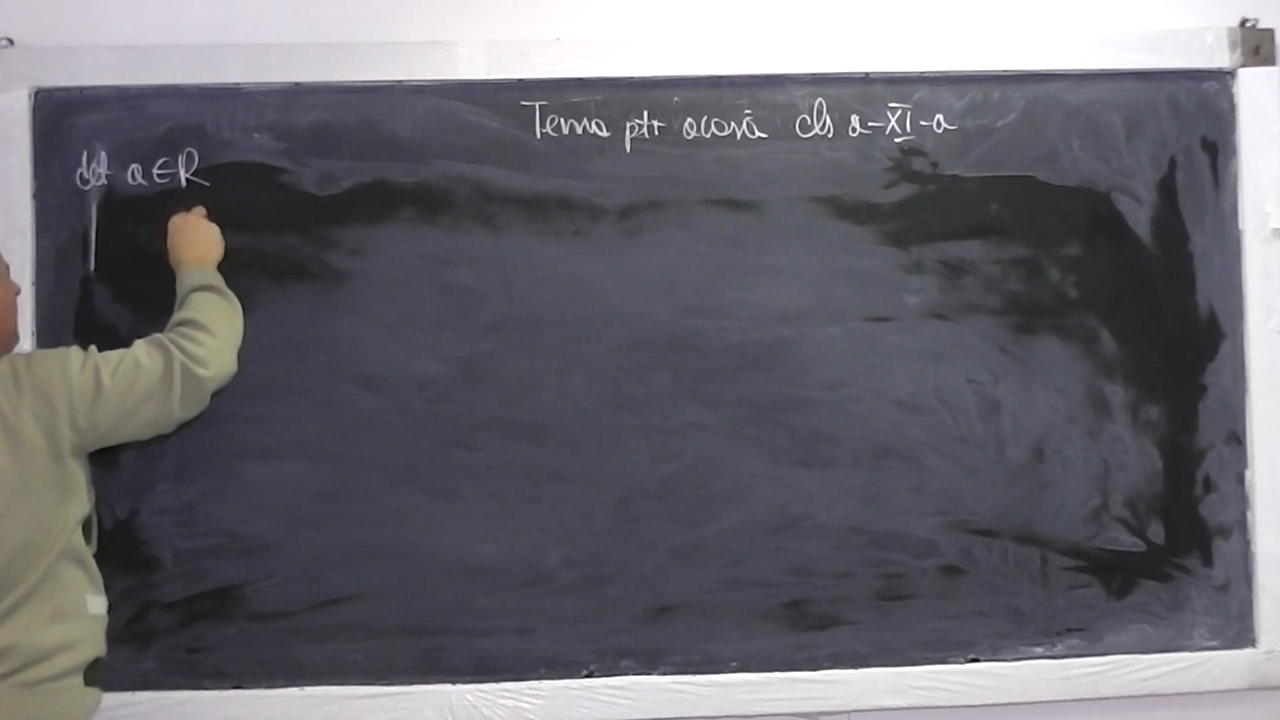 Tema ptr acasă cls a-XI-a
det a ∈ R